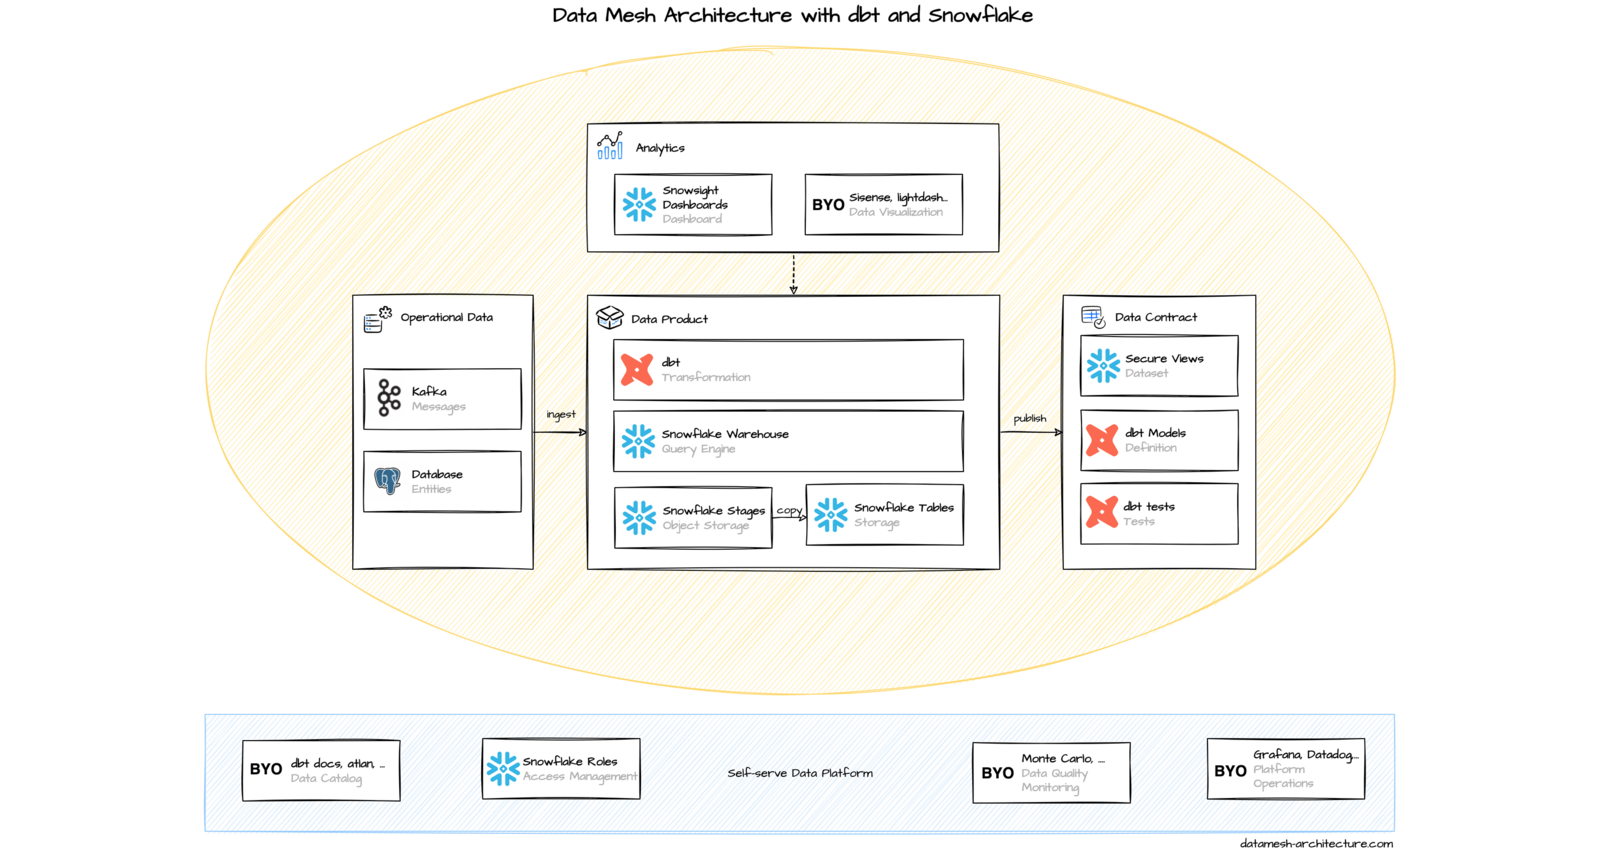 Data Mesh Architecture with dbt and Snowflake
Analytics
Snowsight
Dashboards
Dashboard
BYO
Sisense, lightdash...
Data Visualization
Operational Data
Kafka
Messages
Database
Entities
ingest
Data Product
dbt
Transformation
Snowflake Warehouse
Query Engine
Snowflake Stages
Object Storage
copy
Snowflake Tables
Storage
publish
Data Contract
Secure Views
Dataset
dbt Models
Definition
dbt tests
Tests
BYO
dbt docs, atlan, ...
Data Catalog
Snowflake Roles
Access Management
Self-serve Data Platform
BYO
Monte Carlo, ....
Data Quality
Monitoring
BYO
Grafana, Datadog...
Platform
Operations
datamesh-architecture.com